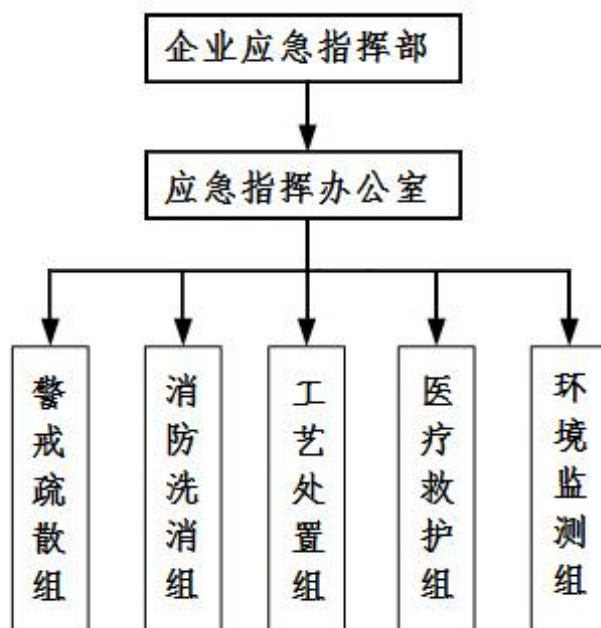 企业应急指挥部
应急指挥办公室
警戒疏散组
消防洗消组
工艺处置组
医疗救护组
环境监测组